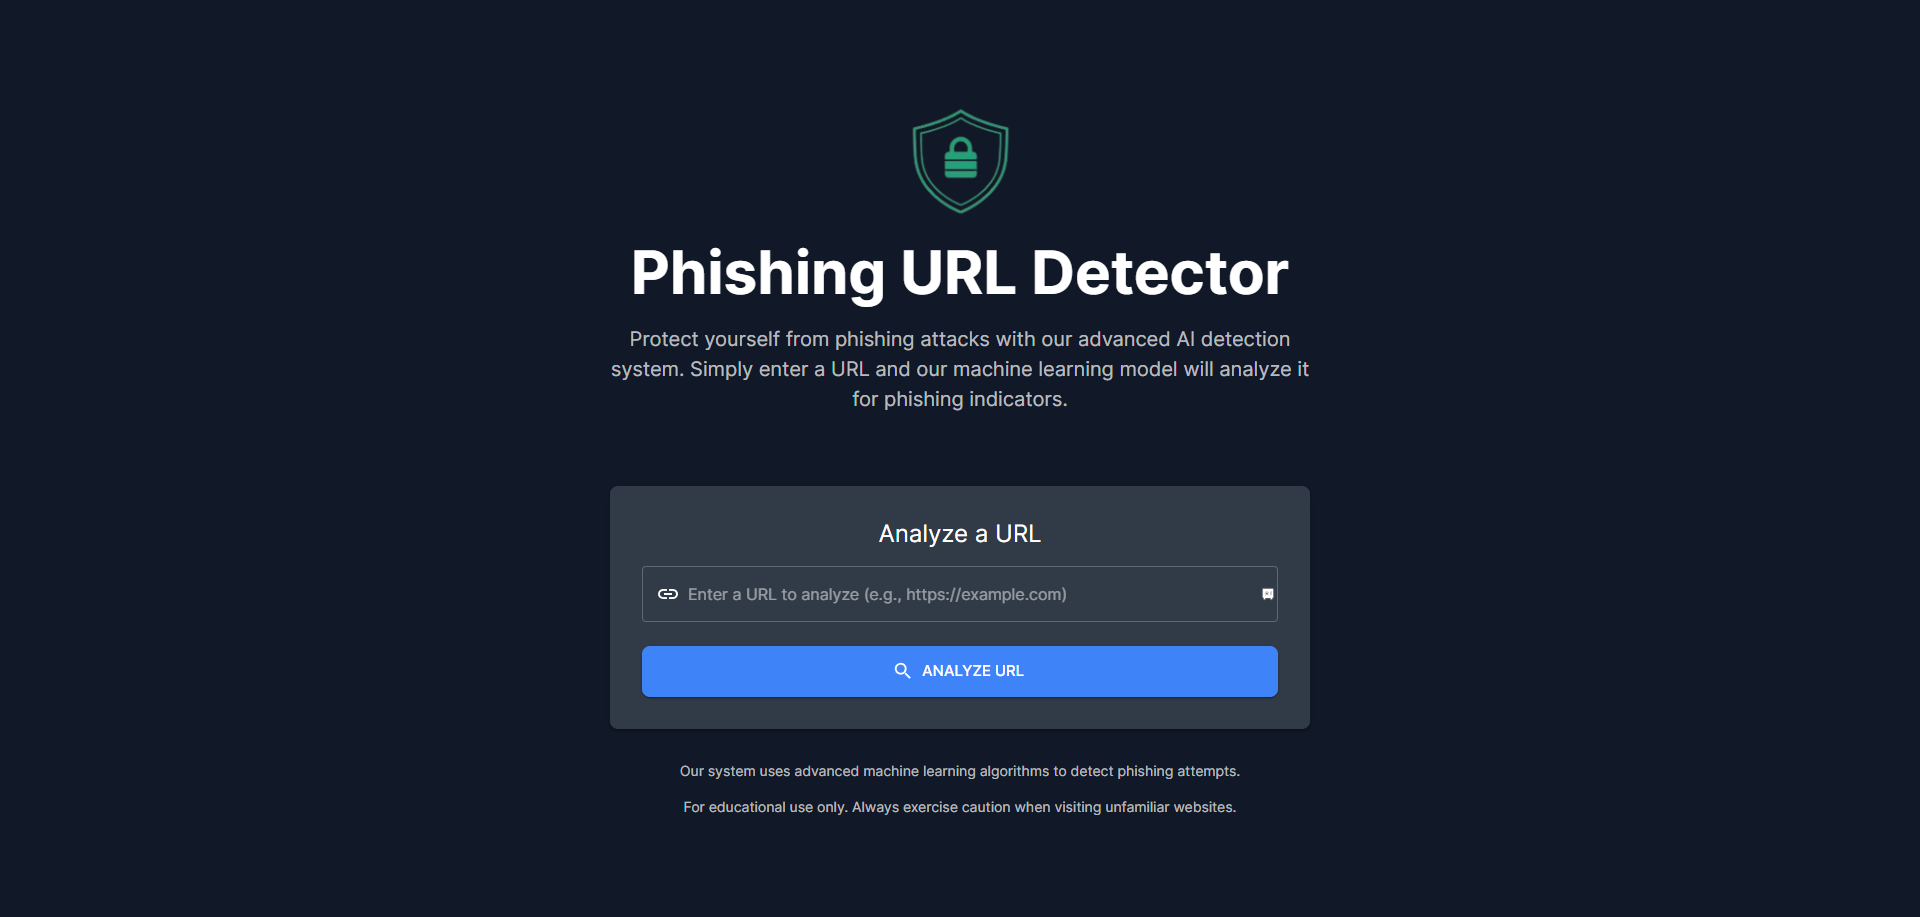 Phishing URL Detector
Protect yourself from phishing attacks with our advanced AI detection
system. Simply enter a URL and our machine learning model will analyze it
for phishing indicators.
Analyze a URL
Enter a URL to analyze (e.g., https://example.com)
ANALYZE URL
Our system uses advanced machine learning algorithms to detect phishing attempts.
For educational use only. Always exercise caution when visiting unfamiliar websites.